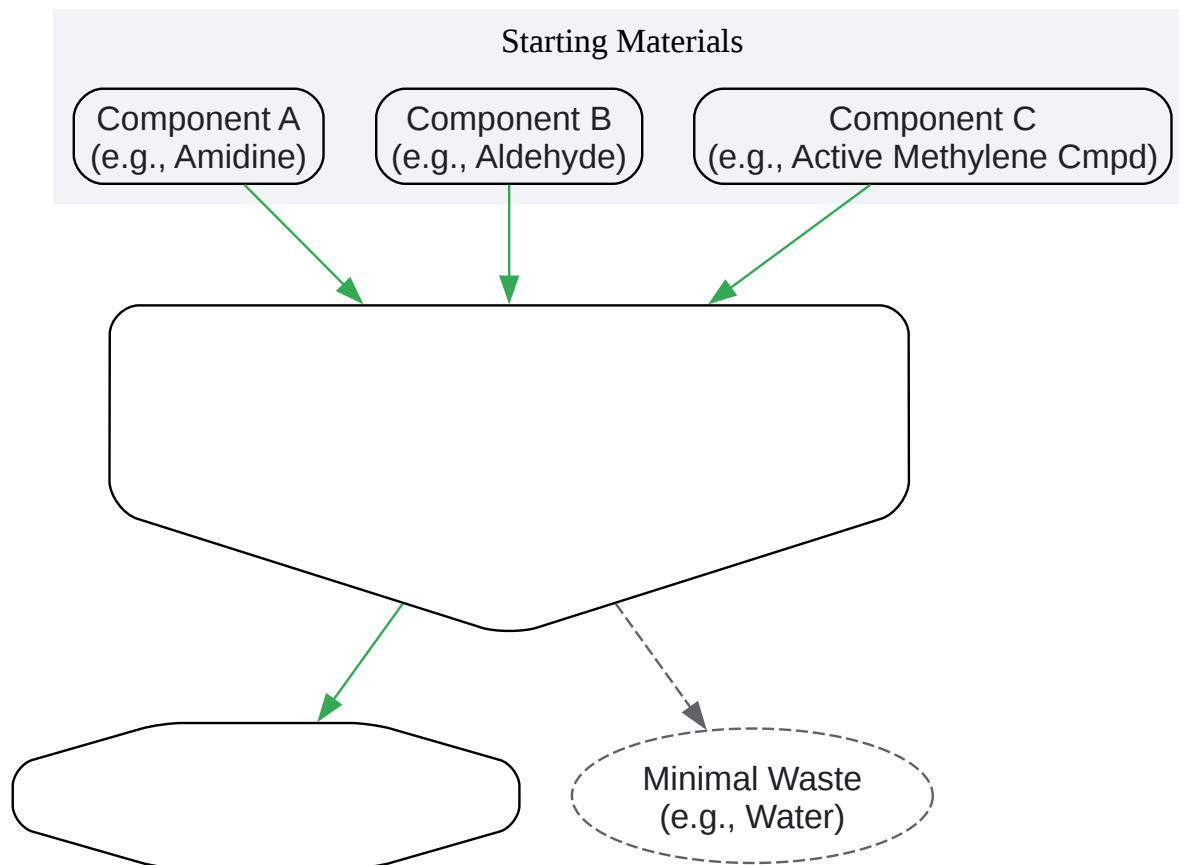 Starting Materials
Component A
(e.g., Amidine)
Component B
(e.g., Aldehyde)
Component C
(e.g., Active Methylene Cmpd)
Minimal Waste
(e.g., Water)